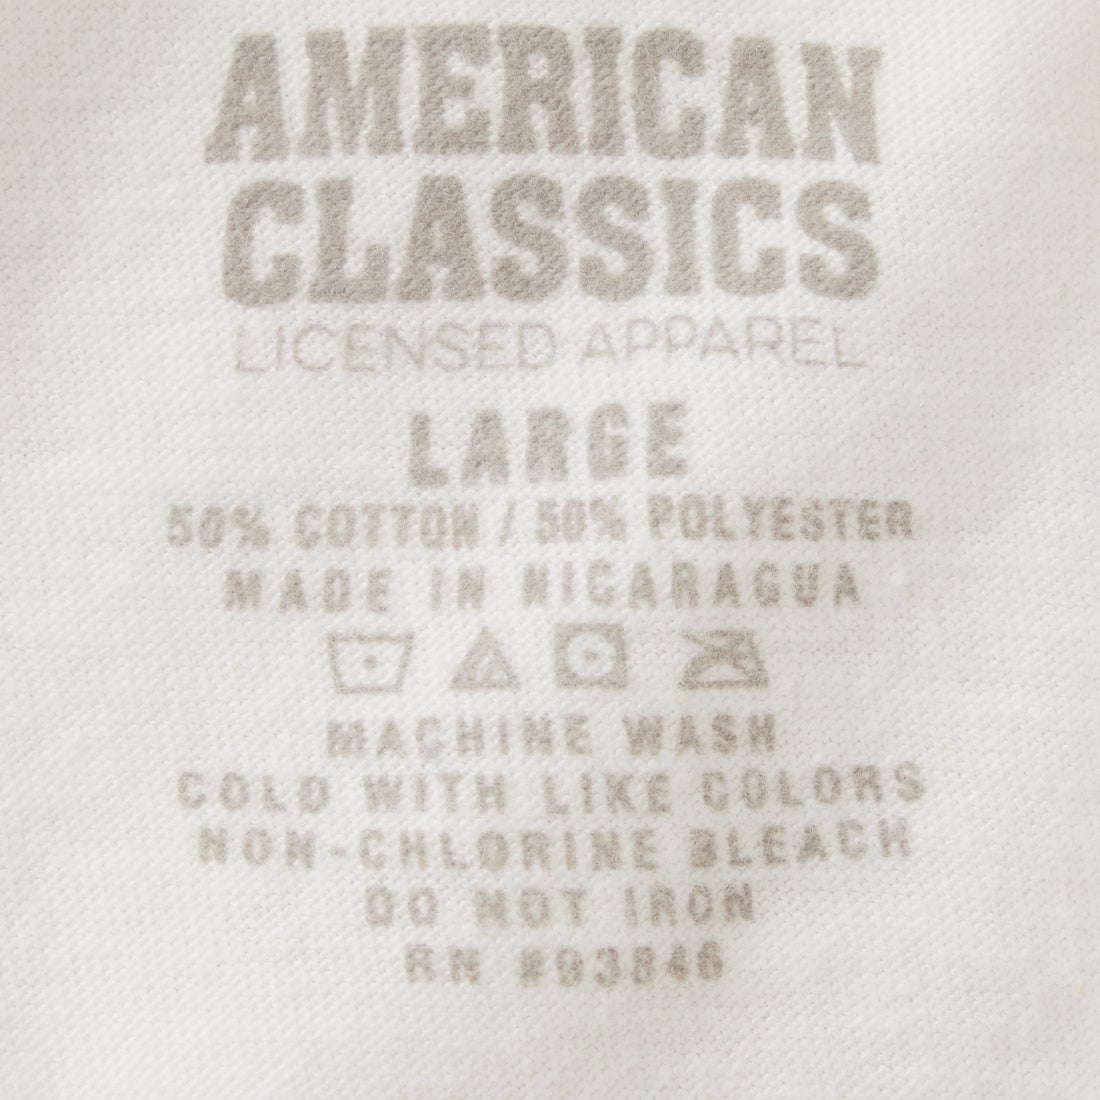 AMERICAN
CLASSICS
LICENSED APPAREL
LARGE
50% COTTON / 50% POLYESTER
MADE IN NICARAGUA
MACHINE WASH
COLD WITH LIKE COLORS
NON-CHLORINE BLEACH
DO NOT IRON
RN #93846